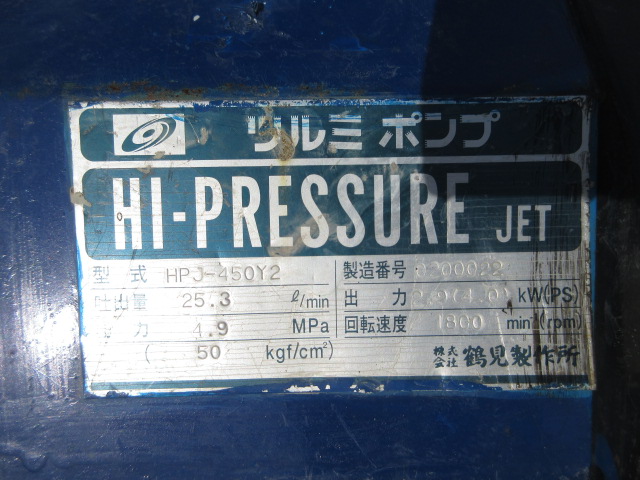 ツルミポンプ
HI-PRESSURE JET
型式 HPJ-450Y2 製造番号
吐出量 25.3 ℓ/min 出力 kW(PS)
力 4.9 MPa 回転速度 1800 min⁻¹(rpm)
( 50 kgf/cm²) 株式会社 鶴見製作所